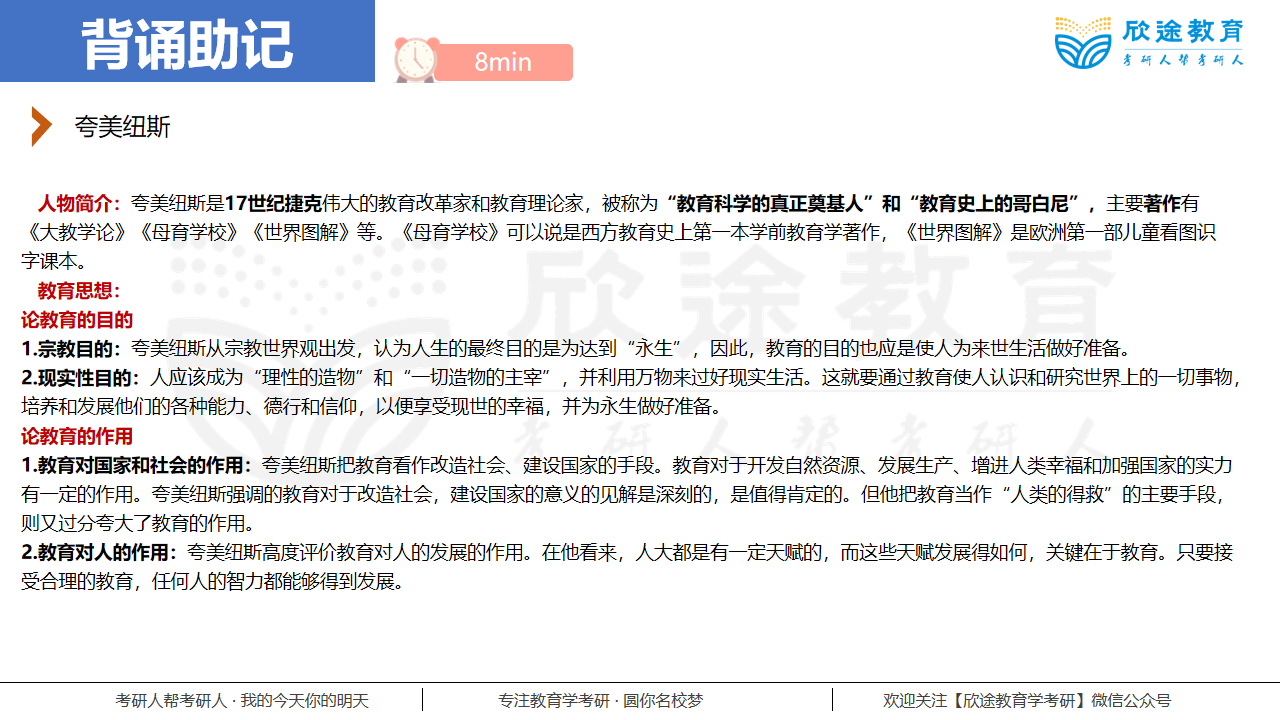 背诵助记
8min
欣途教育
考研人帮考研人
夸美纽斯
人物简介：夸美纽斯是17世纪捷克伟大的教育改革家和教育理论家，被称为“教育科学的真正奠基人”和“教育史上的哥白尼”，主要著作有
《大教学论》《母育学校》《世界图解》等。《母育学校》可以说是西方教育史上第一本学前教育学著作，《世界图解》是欧洲第一部儿童看图识
字课本。
教育思想：
论教育的目的
1.宗教目的：夸美纽斯从宗教世界观出发，认为人生的最终目的是为达到“永生”，因此，教育的目的也应是使人为来世生活做好准备。
2.现实性目的：人应该成为“理性的造物”和“一切造物的主宰”，并利用万物来过好现实生活。这就要通过教育使人认识和研究世界上的一切事物，
培养和发展他们的各种能力、德行和信仰，以便享受现世的幸福，并为永生做好准备。
论教育的作用
1.教育对国家和社会的作用：夸美纽斯把教育看作改造社会、建设国家的手段。教育对于开发自然资源、发展生产、增进人类幸福和加强国家的实力
有一定的作用。夸美纽斯强调的教育对于改造社会，建设国家的意义的见解是深刻的，是值得肯定的。但他把教育当作“人类的得救”的主要手段，
则又过分夸大了教育的作用。
2.教育对人的作用：夸美纽斯高度评价教育对人的发展的作用。在他看来，人大都是有一定天赋的，而这些天赋发展得如何，关键在于教育。只要接
受合理的教育，任何人的智力都能够得到发展。
欣途教育
考研人帮考研人
考研人帮考研人·我的今天你的明天
专注教育学考研·圆你名校梦
欢迎关注【欣途教育学考研】微信公众号